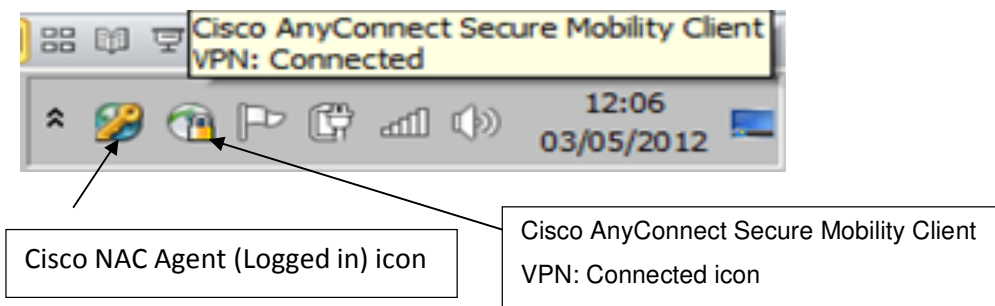 Cisco AnyConnect Secure Mobility Client
VPN: Connected
12:06
03/05/2012
Cisco NAC Agent (Logged in) icon
Cisco AnyConnect Secure Mobility Client
VPN: Connected icon